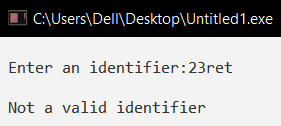 C:\Users\Dell\Desktop\Untitled1.exe
Enter an identifier:23ret
Not a valid identifier